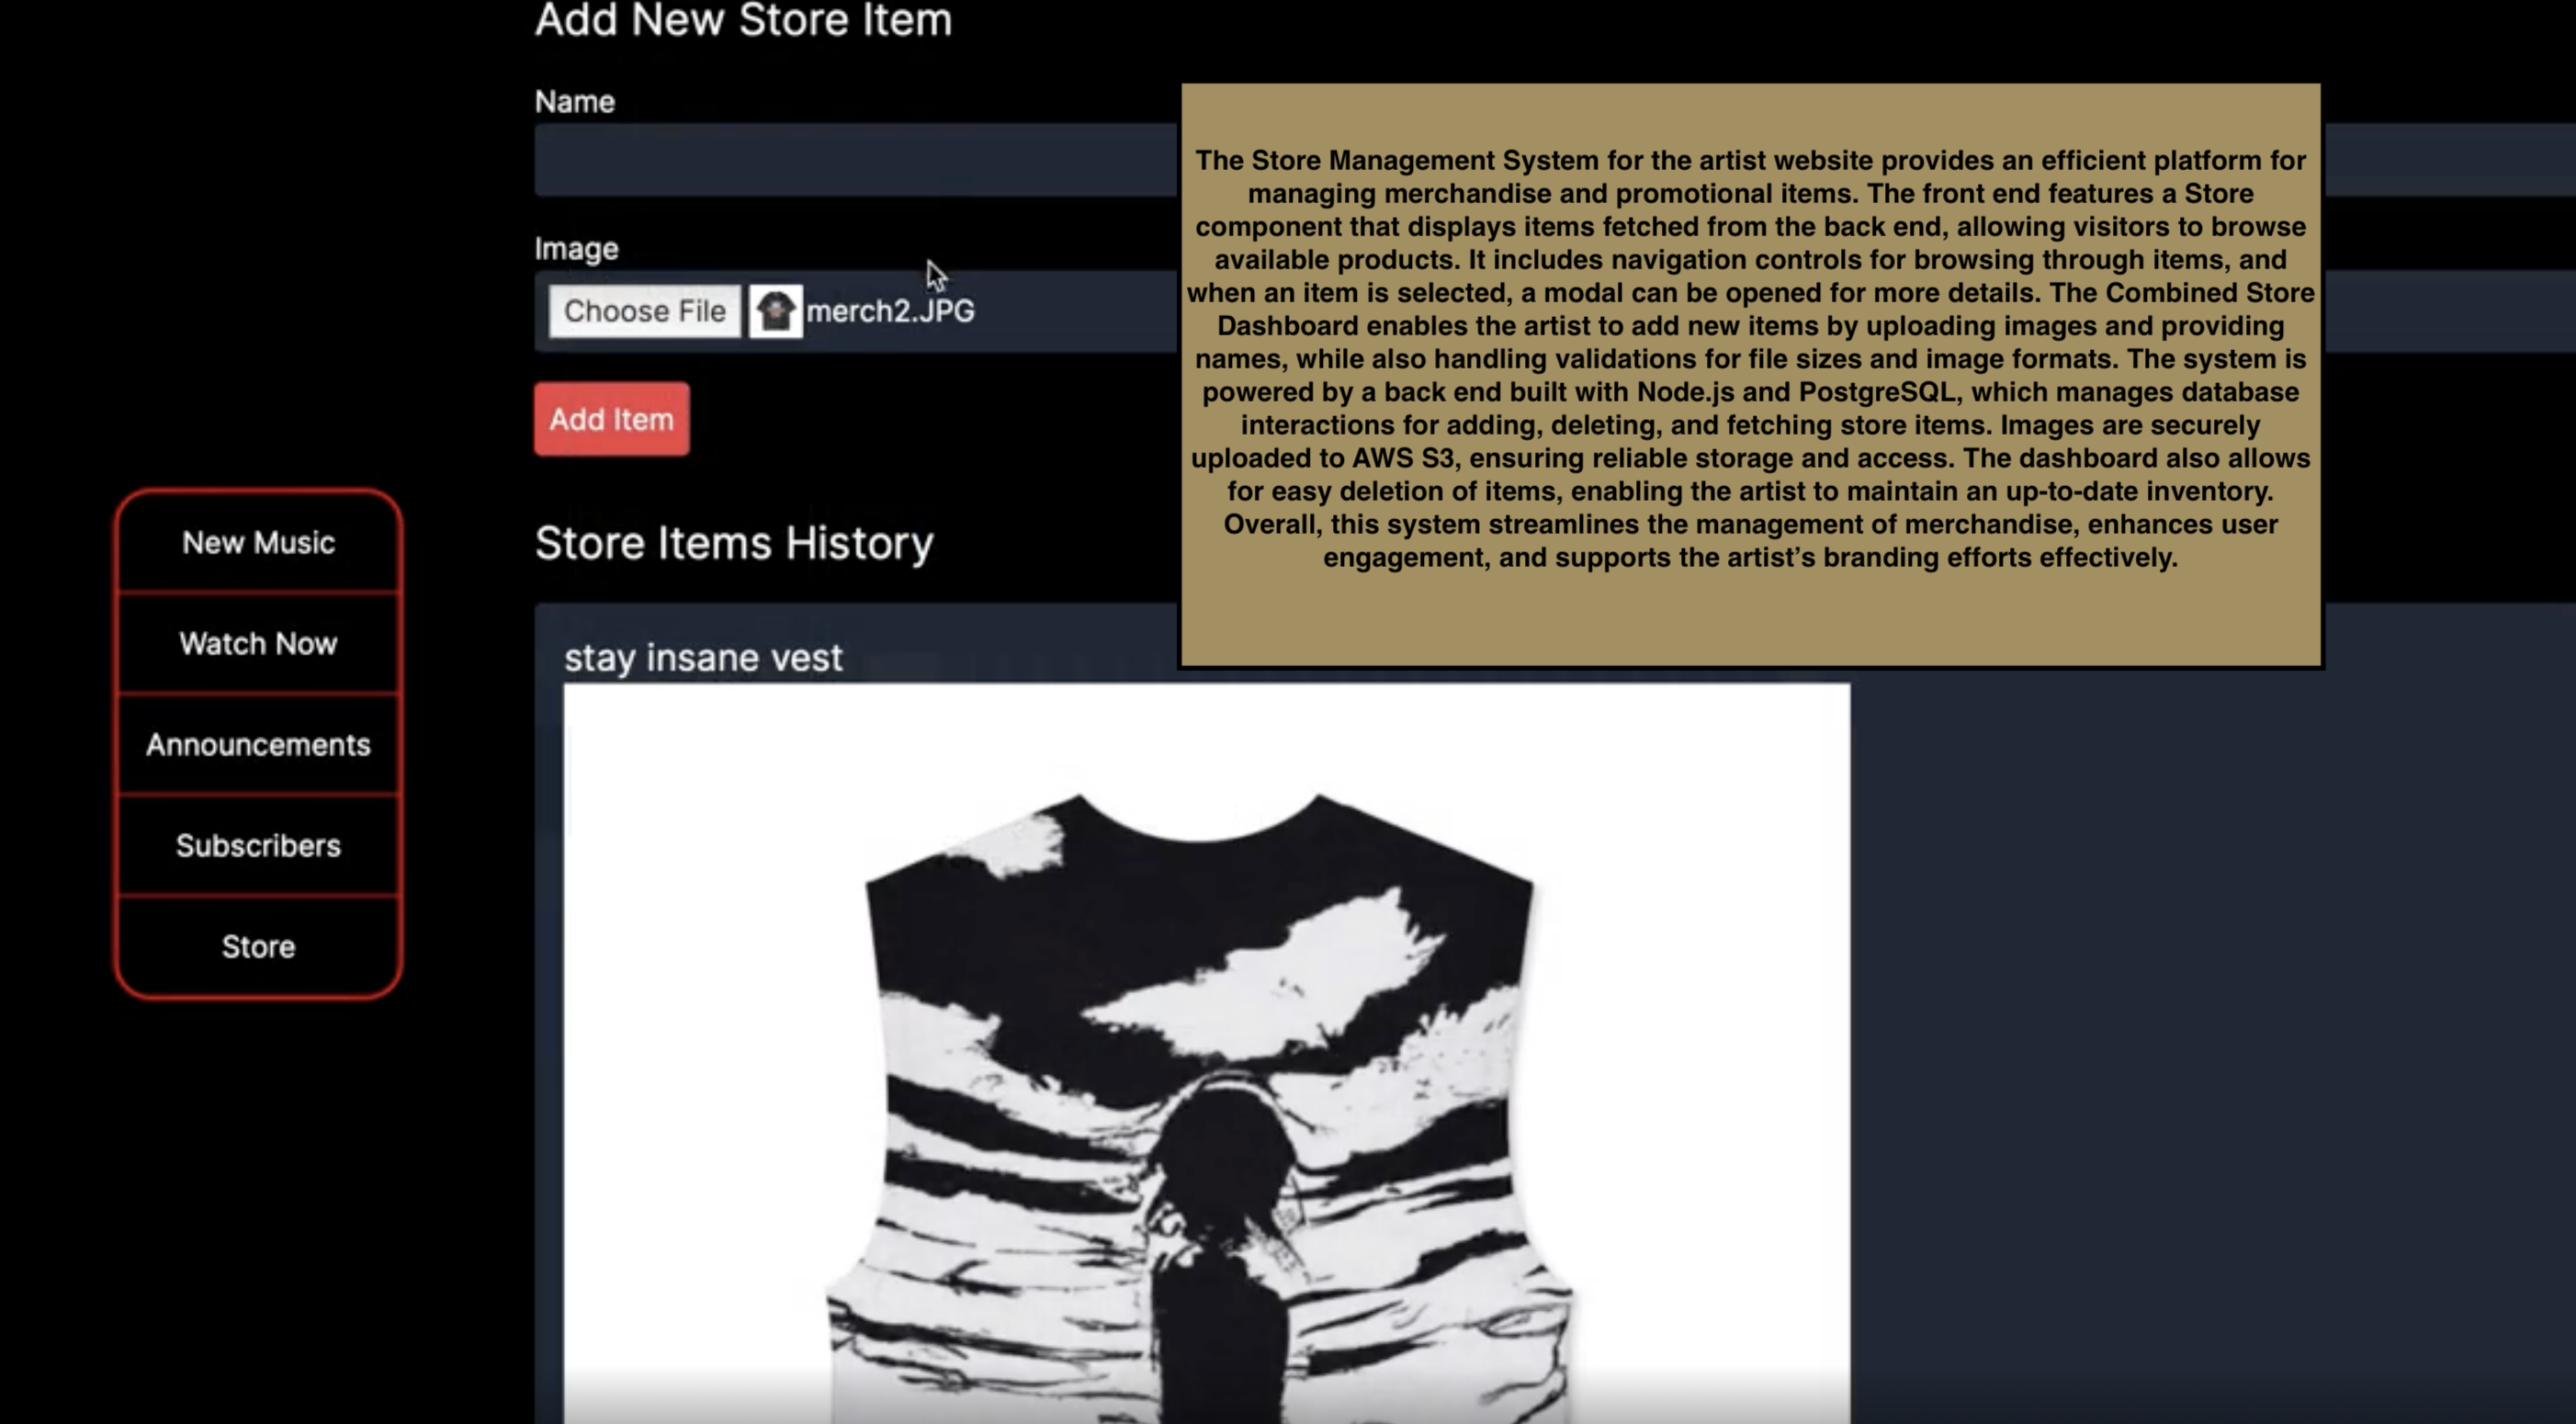 Add New Store Item
Name
Image
Choose File merch2.JPG
Add Item
The Store Management System for the artist website provides an efficient platform for
managing merchandise and promotional items. The front end features a Store
component that displays items fetched from the back end, allowing visitors to browse
available products. It includes navigation controls for browsing through items, and
when an item is selected, a modal can be opened for more details. The Combined Store
Dashboard enables the artist to add new items by uploading images and providing
names, while also handling validations for file sizes and image formats. The system is
powered by a back end built with Node.js and PostgreSQL, which manages database
interactions for adding, deleting, and fetching store items. Images are securely
uploaded to AWS S3, ensuring reliable storage and access. The dashboard also allows
for easy deletion of items, enabling the artist to maintain an up-to-date inventory.
Overall, this system streamlines the management of merchandise, enhances user
engagement, and supports the artist’s branding efforts effectively.
New Music
Watch Now
Announcements
Subscribers
Store
Store Items History
stay insane vest